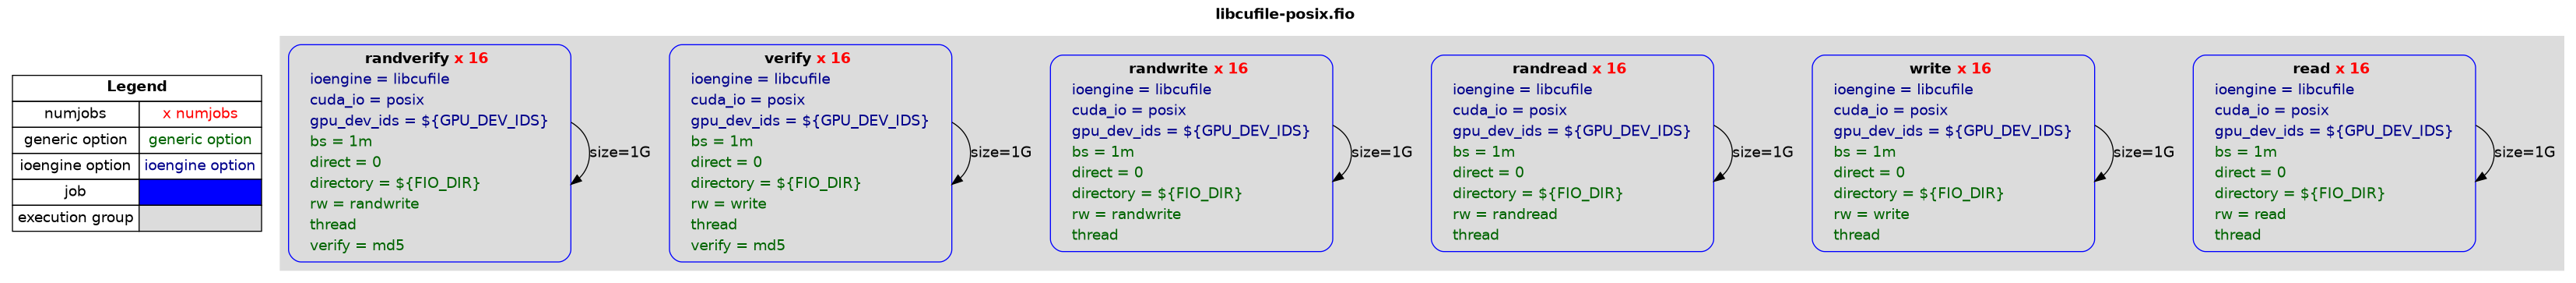 libcufile-posix.fio
Legend
numjobs x numjobs
generic option generic option
ioengine option ioengine option
job
execution group
randverify x 16
ioengine = libcufile
cuda_io = posix
gpu_dev_ids = ${GPU_DEV_IDS}
bs = 1m
direct = 0
directory = ${FIO_DIR}
rw = randwrite
thread
verify = md5
size=1G
verify x 16
ioengine = libcufile
cuda_io = posix
gpu_dev_ids = ${GPU_DEV_IDS}
bs = 1m
direct = 0
directory = ${FIO_DIR}
rw = write
thread
verify = md5
size=1G
randwrite x 16
ioengine = libcufile
cuda_io = posix
gpu_dev_ids = ${GPU_DEV_IDS}
bs = 1m
direct = 0
directory = ${FIO_DIR}
rw = randwrite
thread
size=1G
randread x 16
ioengine = libcufile
cuda_io = posix
gpu_dev_ids = ${GPU_DEV_IDS}
bs = 1m
direct = 0
directory = ${FIO_DIR}
rw = randread
thread
size=1G
write x 16
ioengine = libcufile
cuda_io = posix
gpu_dev_ids = ${GPU_DEV_IDS}
bs = 1m
direct = 0
directory = ${FIO_DIR}
rw = write
thread
size=1G
read x 16
ioengine = libcufile
cuda_io = posix
gpu_dev_ids = ${GPU_DEV_IDS}
bs = 1m
direct = 0
directory = ${FIO_DIR}
rw = read
thread
size=1G